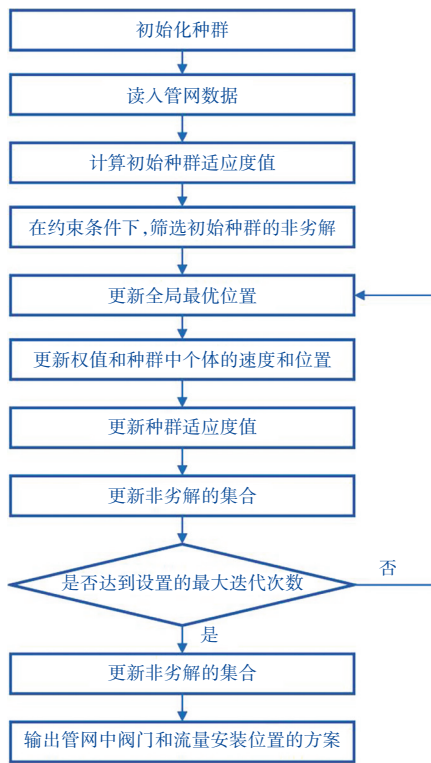 初始化种群
读入管网数据
计算初始种群适应度值
在约束条件下,筛选初始种群的非劣解
更新全局最优位置
更新权值和种群中个体的速度和位置
更新种群适应度值
更新非劣解的集合
是否达到设置的最大迭代次数
否
是
更新非劣解的集合
输出管网中阀门和流量安装位置的方案